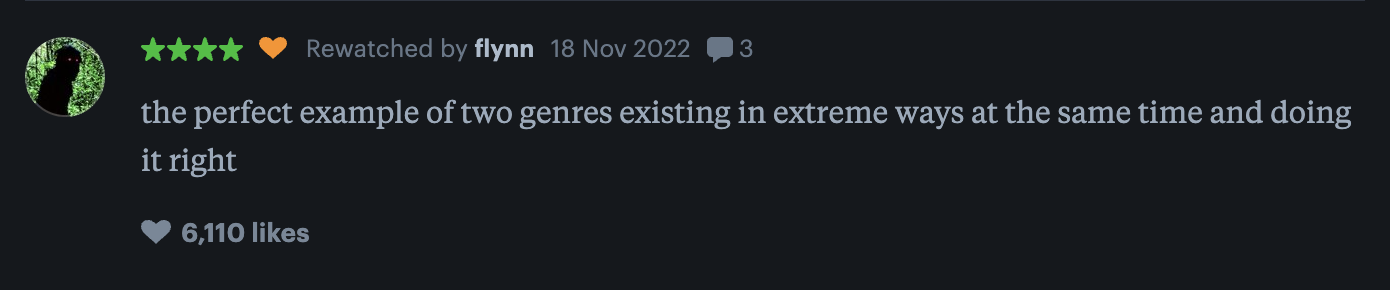 Rewatched by flynn 18 Nov 2022 3
the perfect example of two genres existing in extreme ways at the same time and doing
it right
6,110 likes